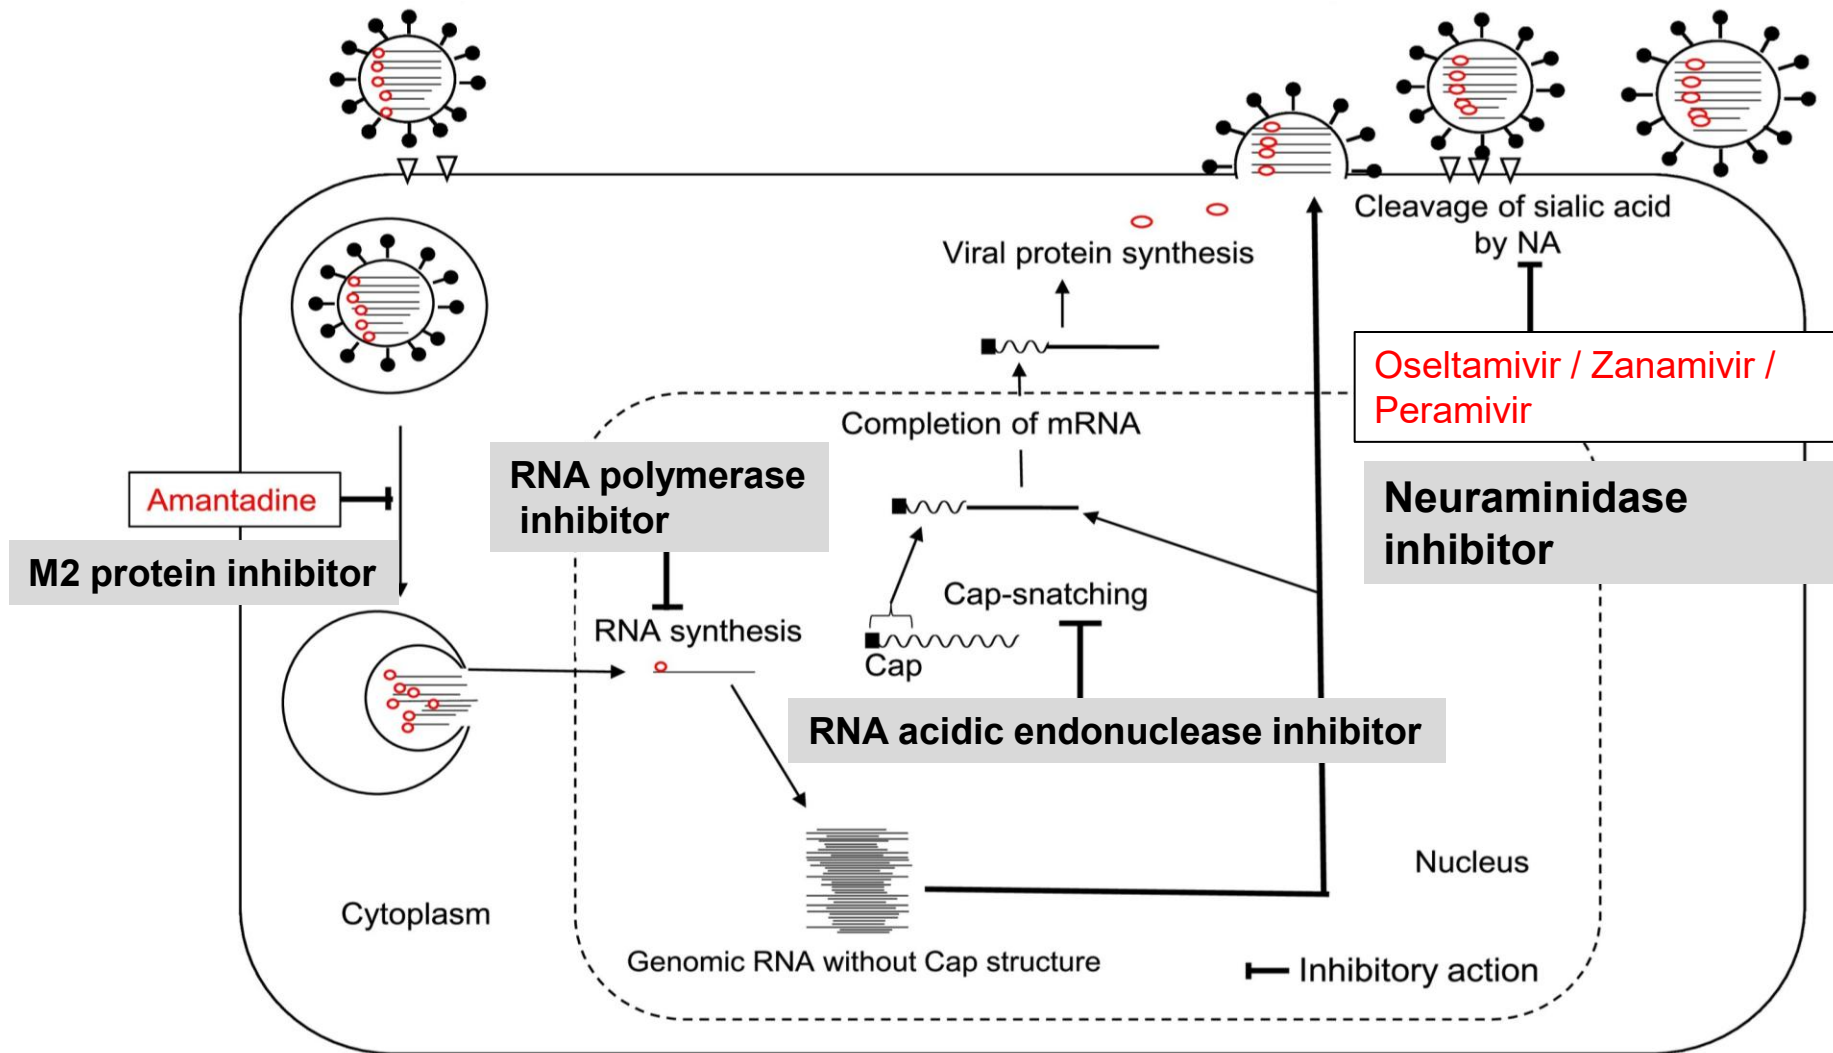 Cleavage of sialic acid
by NA
Viral protein synthesis
Oseltamivir / Zanamivir /
Peramivir
Completion of mRNA
RNA polymerase
inhibitor
Amantadine
Neuraminidase
inhibitor
M2 protein inhibitor
Cap-snatching
RNA synthesis
Cap
RNA acidic endonuclease inhibitor
Nucleus
Cytoplasm
Genomic RNA without Cap structure
Inhibitory action